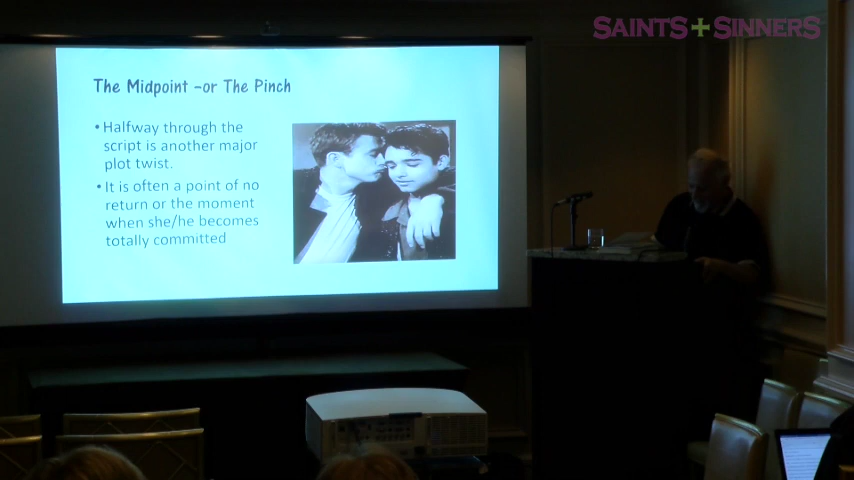 SAINTS+SINNERS
The Midpoint -or The Pinch
• Halfway through the
script is another major
plot twist.
• It is often a point of no
return or the moment
when she/he becomes
totally committed